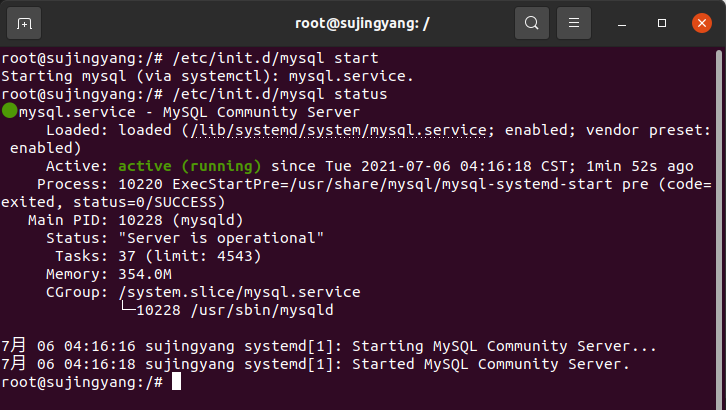 root@sujingyang: /
root@sujingyang:/# /etc/init.d/mysql start
Starting mysql (via systemctl): mysql.service.
root@sujingyang:/# /etc/init.d/mysql status
●mysql.service - MySQL Community Server
     Loaded: loaded (/lib/systemd/system/mysql.service; enabled; vendor preset:
 enabled)
     Active: active (running) since Tue 2021-07-06 04:16:18 CST; 1min 52s ago
    Process: 10220 ExecStartPre=/usr/share/mysql/mysql-systemd-start pre (code=
exited, status=0/SUCCESS)
   Main PID: 10228 (mysqld)
     Status: "Server is operational"
      Tasks: 37 (limit: 4543)
     Memory: 354.0M
     CGroup: /system.slice/mysql.service
             └─10228 /usr/sbin/mysqld
7月 06 04:16:16 sujingyang systemd[1]: Starting MySQL Community Server...
7月 06 04:16:18 sujingyang systemd[1]: Started MySQL Community Server.
root@sujingyang:/#